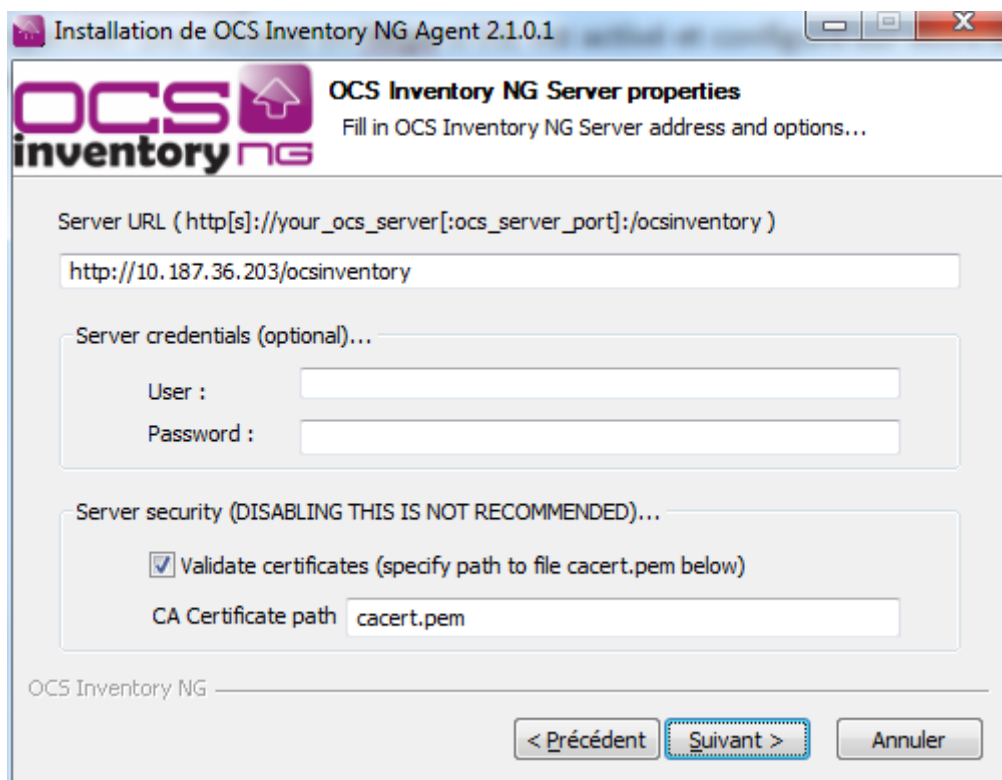 Installation de OCS Inventory NG Agent 2.1.0.1
activé et config
OCS inventory NG
OCS Inventory NG Server properties
Fill in OCS Inventory NG Server address and options...
Server URL ( http[s]://your_ocs_server[:ocs_server_port]:/ocsinventory )
http://10.187.36.203/ocsinventory
Server credentials (optional)...
User :
Password :
Server security (DISABLING THIS IS NOT RECOMMENDED)...
Validate certificates (specify path to file cacert.pem below)
CA Certificate path
cacert.pem
OCS Inventory NG
< Précédent
Suivant >
Annuler